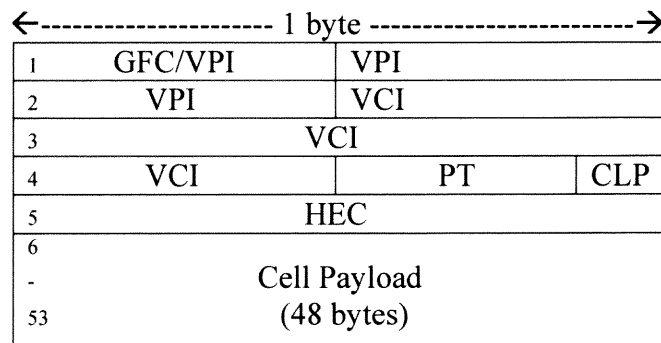 ←---------------------- 1 byte ---------------------------→
1 GFC/VPI VPI
2 VPI VCI
3 VCI
4 VCI PT CLP
5 HEC
6
- Cell Payload
53 (48 bytes)